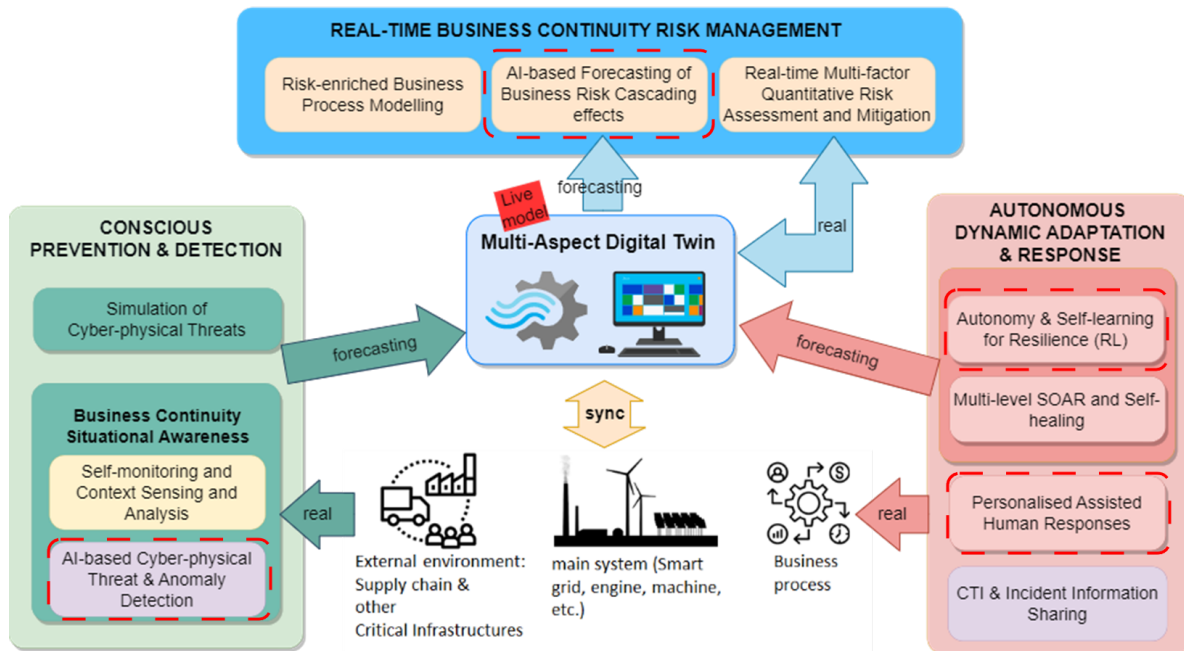 REAL-TIME BUSINESS CONTINUITY RISK MANAGEMENT
Risk-enriched Business
Process Modelling
AI-based Forecasting of
Business Risk Cascading
effects
Real-time Multi-factor
Quantitative Risk
Assessment and Mitigation
forecasting
real
Live
model
Multi-Aspect Digital Twin
CONSCIOUS
PREVENTION & DETECTION
Simulation of
Cyber-physical Threats
forecasting
Business Continuity
Situational Awareness
Self-monitoring and
Context Sensing and
Analysis
AI-based Cyber-physical
Threat & Anomaly
Detection
real
sync
External environment:
Supply chain &
other
Critical Infrastructures
main system (Smart
grid, engine, machine,
etc.)
Business
process
AUTONOMOUS
DYNAMIC ADAPTATION
& RESPONSE
Autonomy & Self-learning
for Resilience (RL)
forecasting
Multi-level SOAR and Self-
healing
real
Personalised Assisted
Human Responses
CTI & Incident Information
Sharing